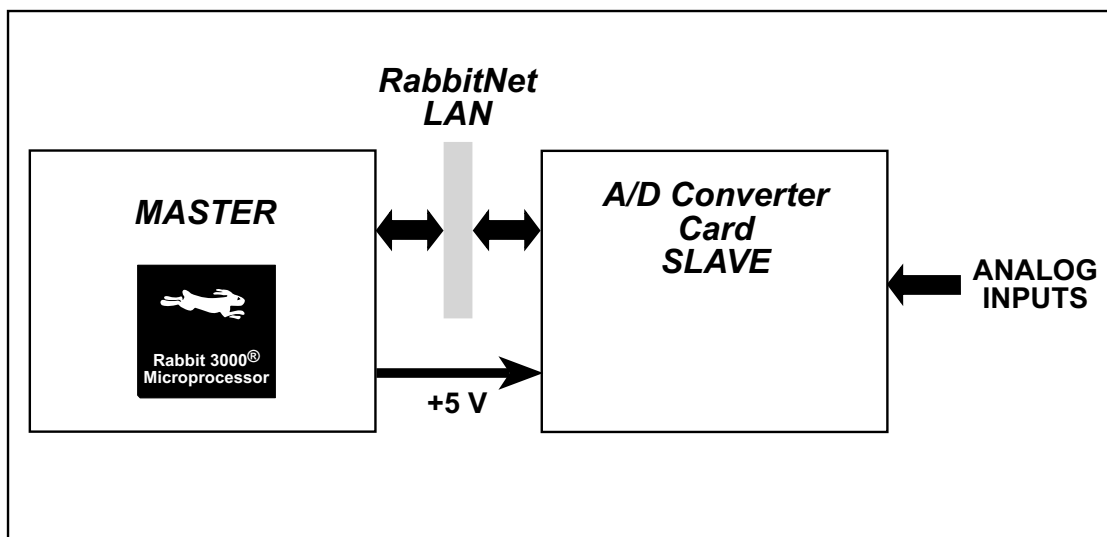 RabbitNet
LAN
MASTER
A/D Converter
Card
SLAVE
ANALOG
INPUTS
Rabbit 3000®
Microprocessor
+5 V